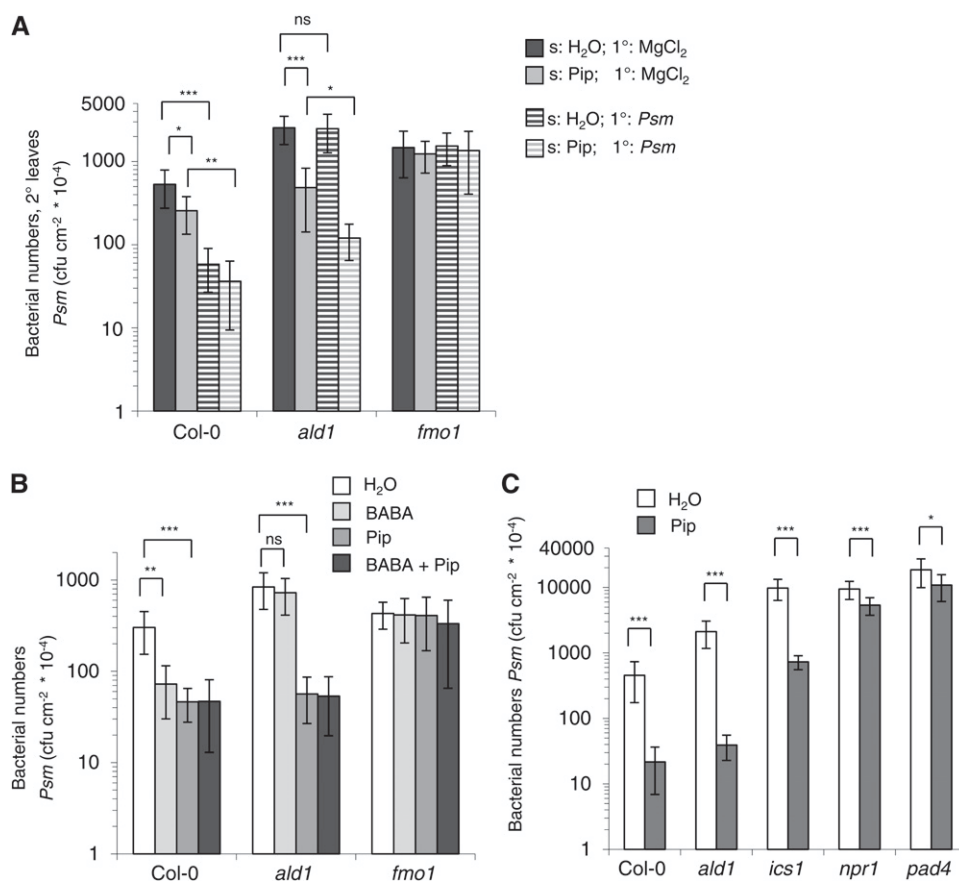 A
s: H₂O; 1°: MgCl₂
s: Pip; 1°: MgCl₂
s: H₂O; 1°: Psm
s: Pip; 1°: Psm
Bacterial numbers, 2° leaves
Psm (cfu cm⁻² * 10⁻⁴)
5000
1000
100
10
1
***
*
**
ns
***
*
Col-0
ald1
fmo1
B
H₂O
BABA
Pip
BABA + Pip
Bacterial numbers
Psm (cfu cm⁻² * 10⁻⁴)
1000
100
10
1
***
**
***
ns
Col-0
ald1
fmo1
C
H₂O
Pip
Bacterial numbers Psm (cfu cm⁻² * 10⁻⁴)
40000
10000
1000
100
10
1
***
***
***
***
*
Col-0
ald1
ics1
npr1
pad4